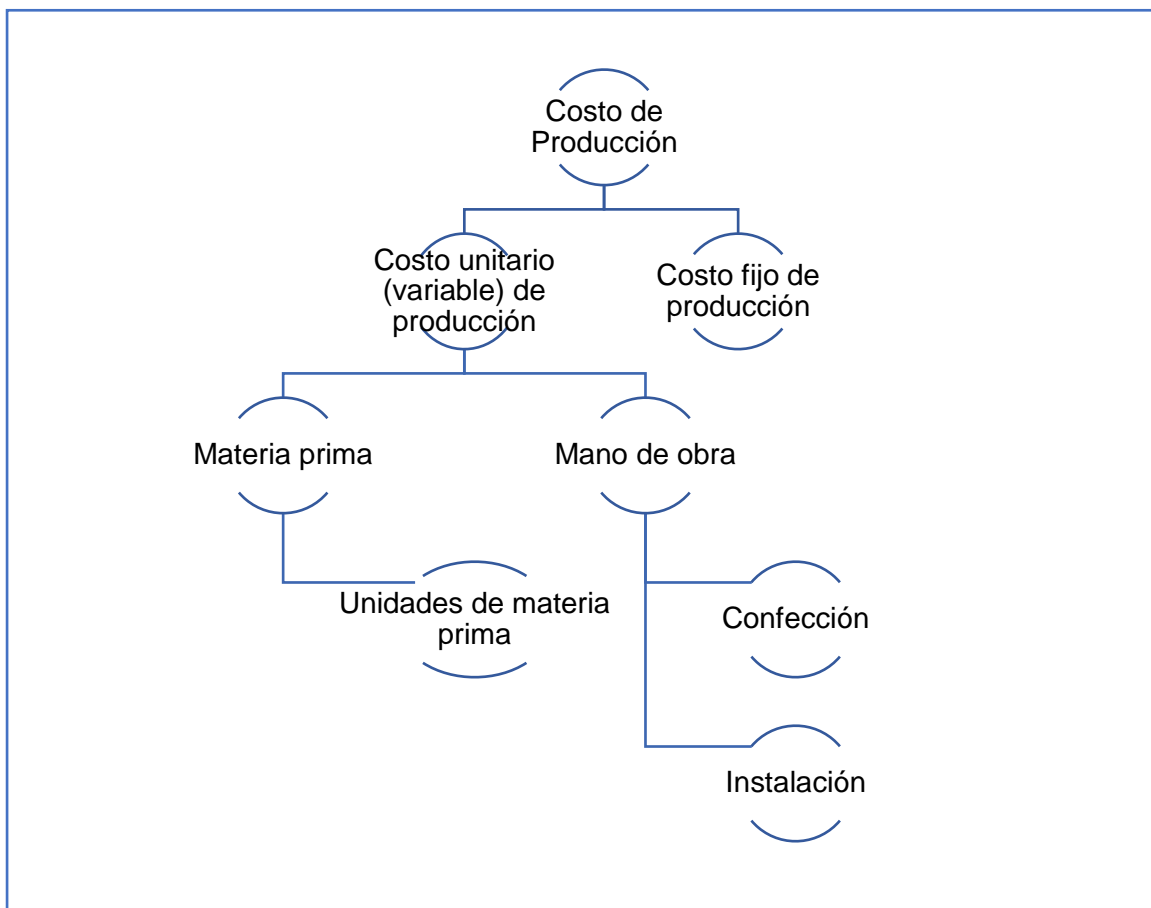 Costo de
Producción
Costo unitario
(variable) de
producción
Costo fijo de
producción
Materia prima
Mano de obra
Unidades de materia
prima
Confección
Instalación